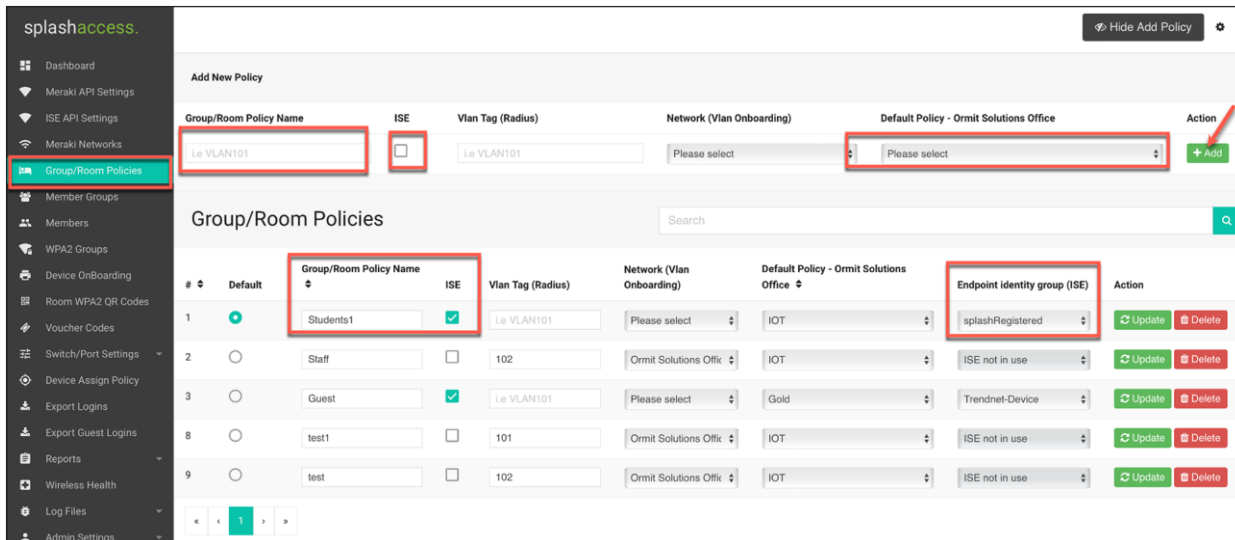 splashaccess.
Hide Add Policy
Dashboard
Meraki API Settings
ISE API Settings
Meraki Networks
Group/Room Policies
Member Groups
Members
WPA2 Groups
Device OnBoarding
Room WPA2 QR Codes
Voucher Codes
Switch/Port Settings
Device Assign Policy
Export Logins
Export Guest Logins
Reports
Wireless Health
Log Files
Admin Settings
Add New Policy
Group/Room Policy Name ISE Vlan Tag (Radius) Network (Vlan Onboarding) Default Policy - Ormit Solutions Office Action
i.e VLAN101 i.e VLAN101 Please select Please select + Add
Group/Room Policies Search
# Default Group/Room Policy Name ISE Vlan Tag (Radius) Network (Vlan Onboarding) Default Policy - Ormit Solutions Office Endpoint identity group (ISE) Action
1 Students1 i.e VLAN101 Please select IOT splashRegistered Update Delete
2 Staff 102 Ormit Solutions Offic IOT ISE not in use Update Delete
3 Guest i.e VLAN101 Please select Gold Trendnet-Device Update Delete
8 test1 101 Ormit Solutions Offic IOT ISE not in use Update Delete
9 test 102 Ormit Solutions Offic IOT ISE not in use Update Delete
« ‹ 1 › »